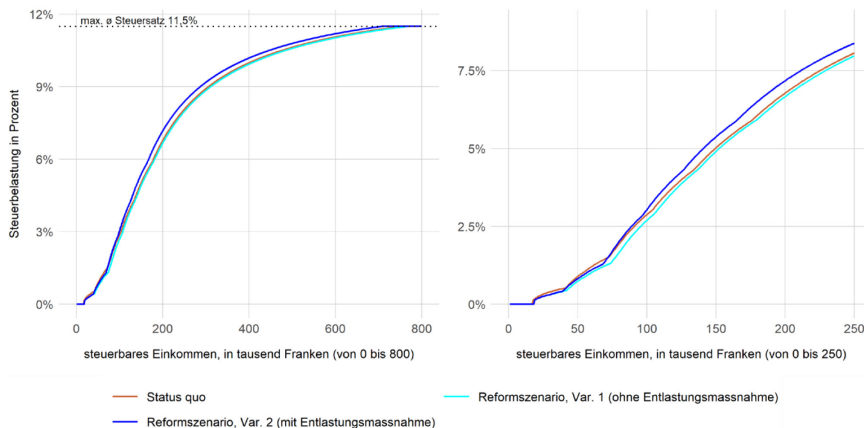 12%
max. ø Steuersatz 11,5%
9%
6%
3%
0%
Steuerbelastung in Prozent
0
200
400
600
800
steuerbares Einkommen, in tausend Franken (von 0 bis 800)
7.5%
5%
2.5%
0%
0
50
100
150
200
250
steuerbares Einkommen, in tausend Franken (von 0 bis 250)
Status quo
Reformszenario, Var. 1 (ohne Entlastungsmassnahme)
Reformszenario, Var. 2 (mit Entlastungsmassnahme)